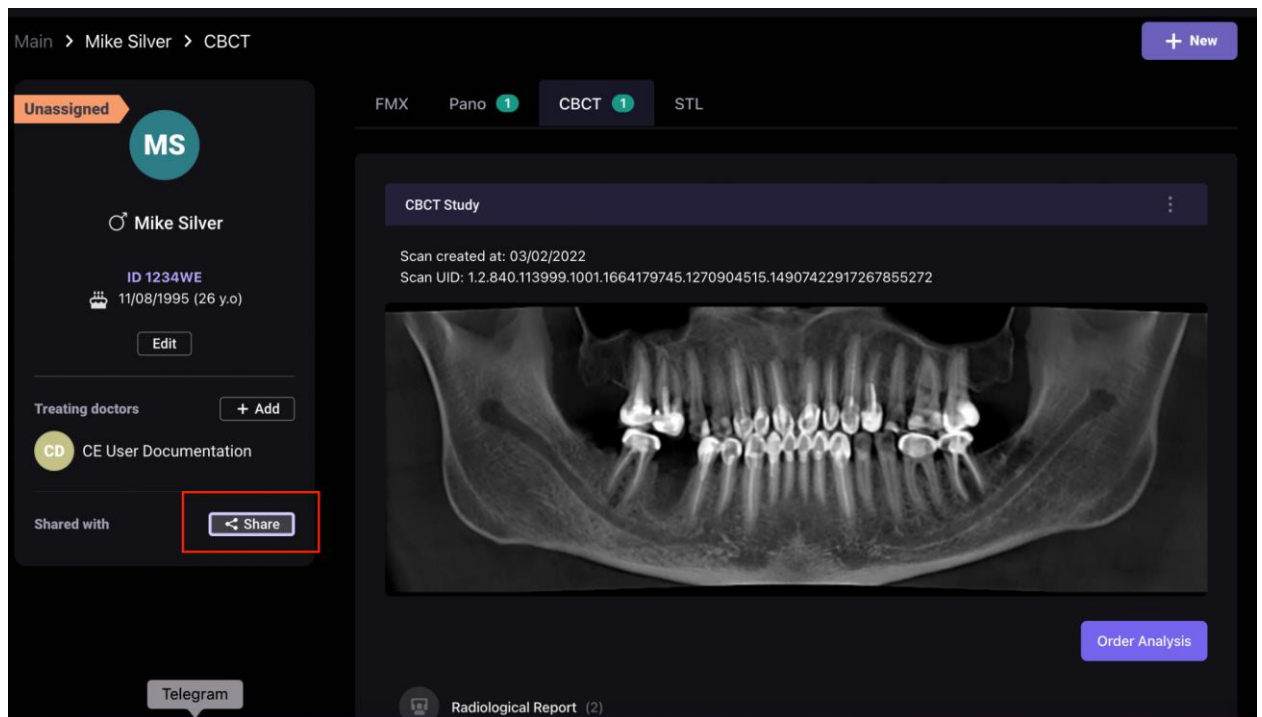 Main > Mike Silver > CBCT
+ New
Unassigned
MS
Mike Silver
ID 1234WE
11/08/1995 (26 y.o)
Edit
Treating doctors
+ Add
CD
CE User Documentation
Shared with
Share
Telegram
FMX
Pano 1
CBCT 1
STL
CBCT Study
Scan created at: 03/02/2022
Scan UID: 1.2.840.113999.1001.1664179745.1270904515.14907422917267855272
Order Analysis
Radiological Report (2)